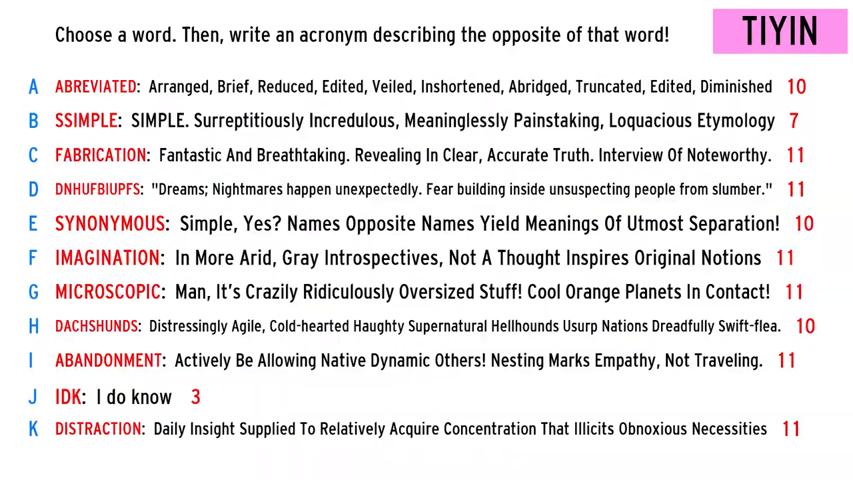 Choose a word. Then, write an acronym describing the opposite of that word!
TIYIN
A ABREVIATED: Arranged, Brief, Reduced, Edited, Veiled, Inshortened, Abridged, Truncated, Edited, Diminished 10
B SSIMPLE: SIMPLE. Surreptitiously Incredulous, Meaninglessly Painstaking, Loquacious Etymology 7
C FABRICATION: Fantastic And Breathtaking. Revealing In Clear, Accurate Truth. Interview Of Noteworthy. 11
D DNHUFBIUPFS: "Dreams; Nightmares happen unexpectedly. Fear building inside unsuspecting people from slumber." 11
E SYNONYMOUS: Simple, Yes? Names Opposite Names Yield Meanings Of Utmost Separation! 10
F IMAGINATION: In More Arid, Gray Introspectives, Not A Thought Inspires Original Notions 11
G MICROSCOPIC: Man, It's Crazily Ridiculously Oversized Stuff! Cool Orange Planets In Contact! 11
H DACHSHUNDS: Distressingly Agile, Cold-hearted Haughty Supernatural Hellhounds Usurp Nations Dreadfully Swift-flea. 10
I ABANDONMENT: Actively Be Allowing Native Dynamic Others! Nesting Marks Empathy, Not Traveling. 11
J IDK: I do know 3
K DISTRACTION: Daily Insight Supplied To Relatively Acquire Concentration That Illicits Obnoxious Necessities 11